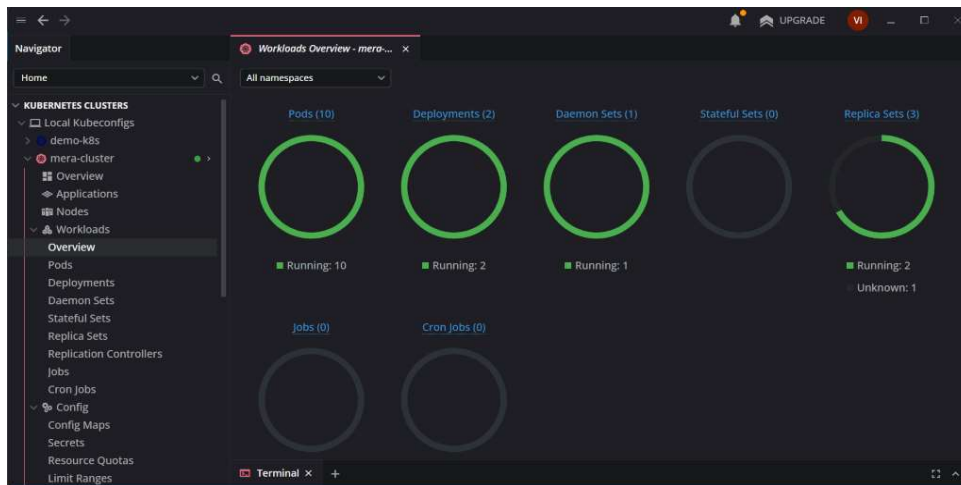 UPGRADE
VI
Navigator
Workloads Overview - mera-...
Home
All namespaces
KUBERNETES CLUSTERS
Local Kubeconfigs
demo-k8s
mera-cluster
Overview
Applications
Nodes
Workloads
Overview
Pods
Deployments
Daemon Sets
Stateful Sets
Replica Sets
Replication Controllers
Jobs
Cron Jobs
Config
Config Maps
Secrets
Resource Quotas
Limit Ranges
Pods (10)
Deployments (2)
Daemon Sets (1)
Stateful Sets (0)
Replica Sets (3)
Running: 10
Running: 2
Running: 1
Running: 2
Unknown: 1
Jobs (0)
Cron Jobs (0)
Terminal